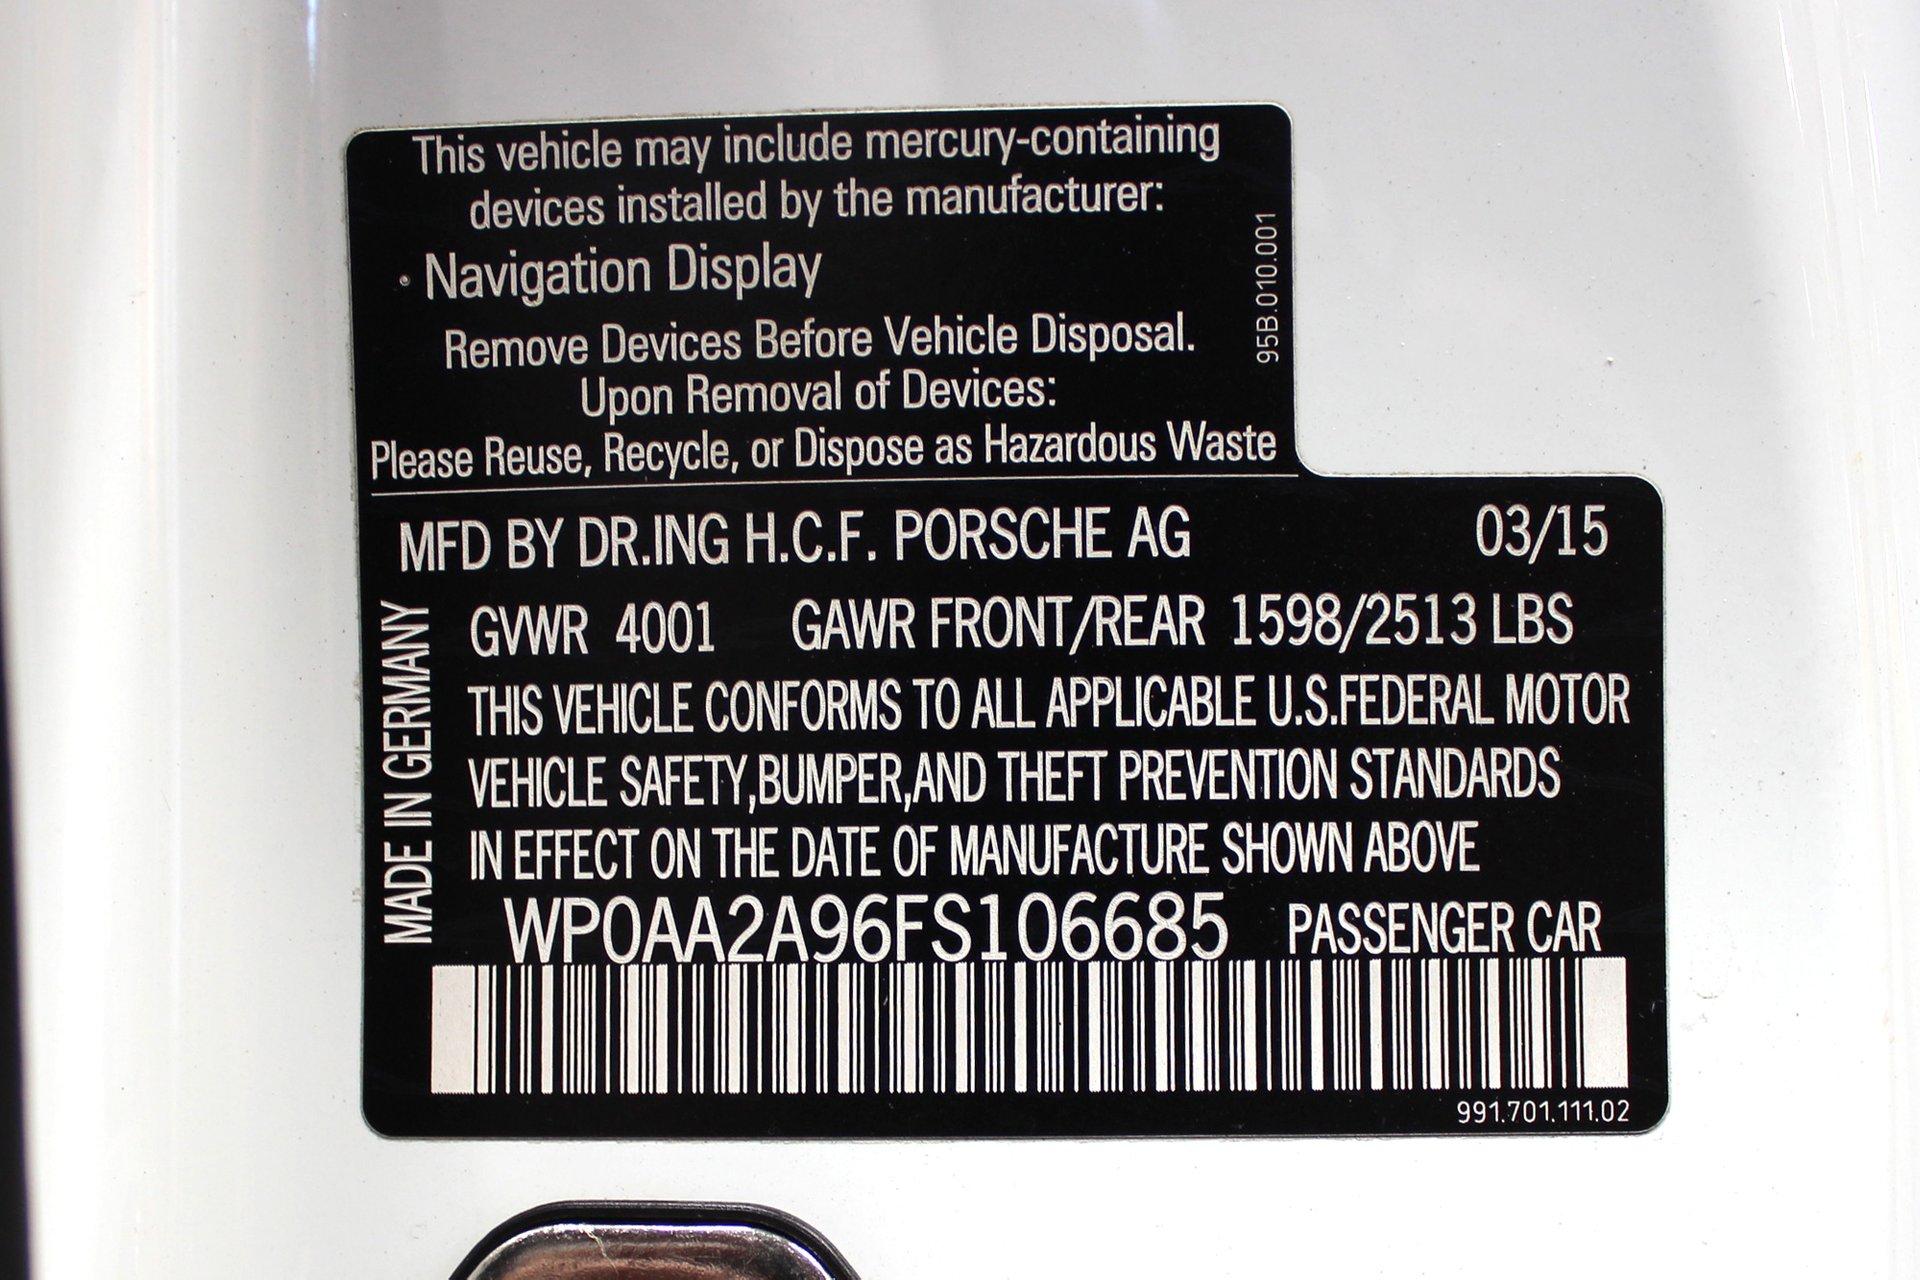 This vehicle may include mercury-containing
devices installed by the manufacturer:
· Navigation Display
Remove Devices Before Vehicle Disposal.
Upon Removal of Devices:
Please Reuse, Recycle, or Dispose as Hazardous Waste
95B.010.001
MFD BY DR.ING H.C.F. PORSCHE AG 03/15
MADE IN GERMANY
GVWR 4001 GAWR FRONT/REAR 1598/2513 LBS
THIS VEHICLE CONFORMS TO ALL APPLICABLE U.S.FEDERAL MOTOR
VEHICLE SAFETY,BUMPER,AND THEFT PREVENTION STANDARDS
IN EFFECT ON THE DATE OF MANUFACTURE SHOWN ABOVE
WP0AA2A96FS106685 PASSENGER CAR
991.701.111.02